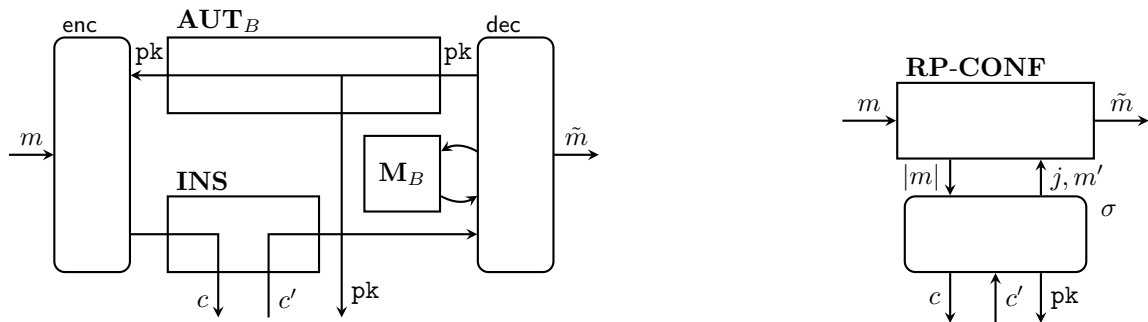 enc
AUT_B
dec
pk
pk
m
m̃
M_B
INS
c
c′
pk
RP-CONF
m
m̃
|m|
j, m′
σ
c
c′
pk